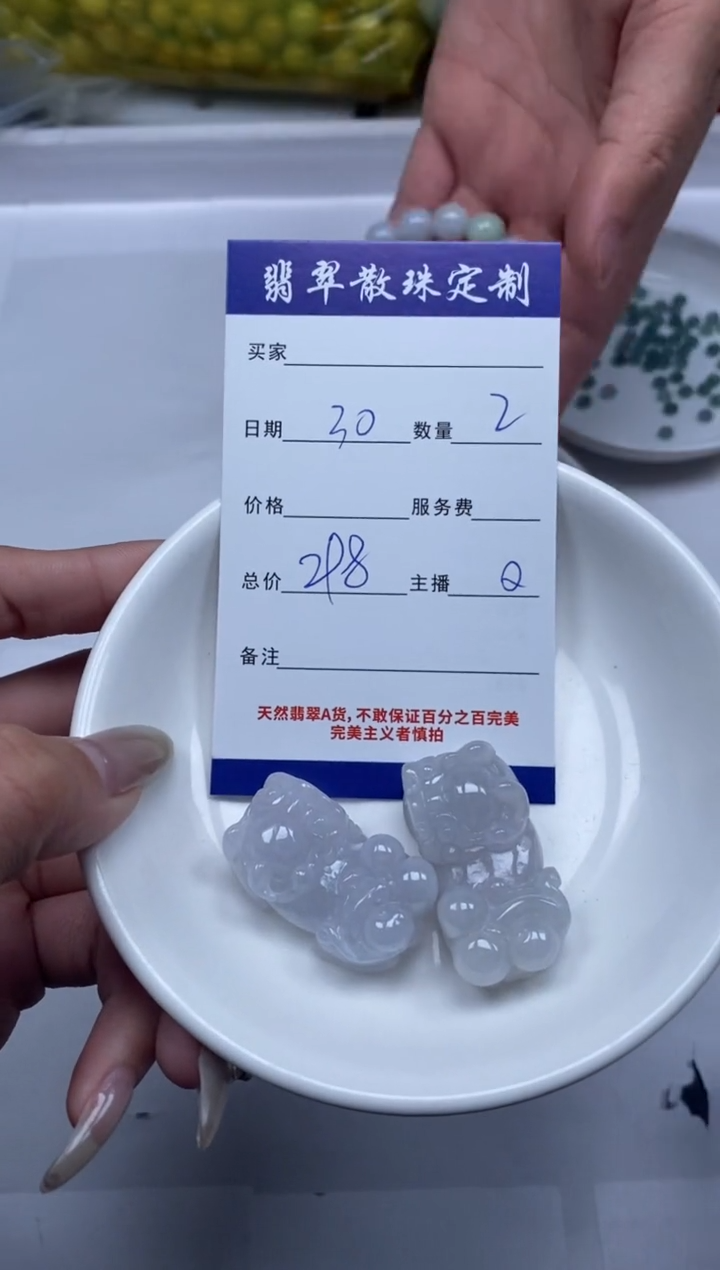 翡翠散珠定制
买家
日期 30 数量 2
价格 服务费
总价 298 主播 Q
备注
天然翡翠A货,不敢保证百分之百完美
完美主义者慎拍